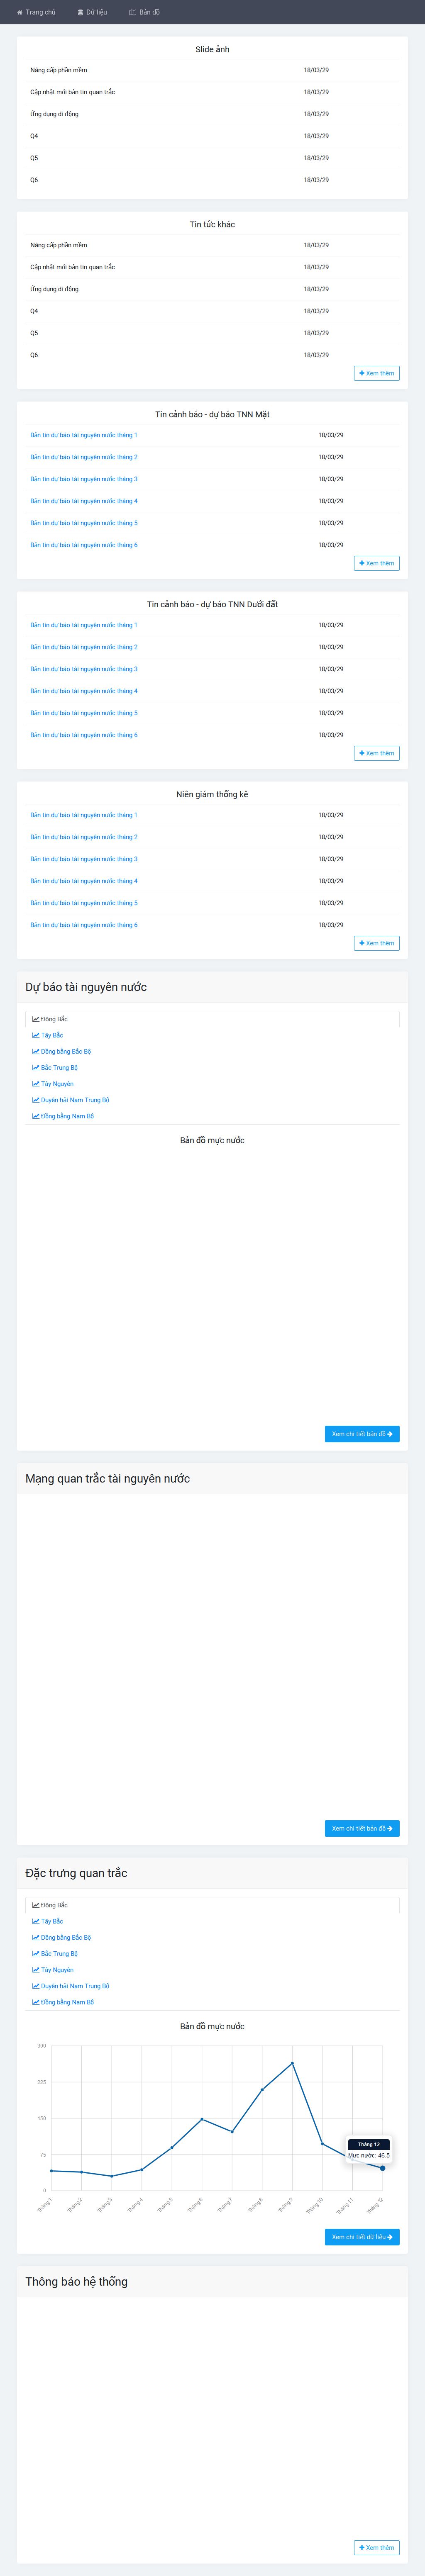 Trang chủ Dữ liệu Bản đồ
Slide ảnh
Nâng cấp phần mềm 18/03/29
Cập nhật mới bản tin quan trắc 18/03/29
Ứng dụng di động 18/03/29
Q4 18/03/29
Q5 18/03/29
Q6 18/03/29
Tin tức khác
Nâng cấp phần mềm 18/03/29
Cập nhật mới bản tin quan trắc 18/03/29
Ứng dụng di động 18/03/29
Q4 18/03/29
Q5 18/03/29
Q6 18/03/29
Xem thêm
Tin cảnh báo - dự báo TNN Mặt
Bản tin dự báo tài nguyên nước tháng 1 18/03/29
Bản tin dự báo tài nguyên nước tháng 2 18/03/29
Bản tin dự báo tài nguyên nước tháng 3 18/03/29
Bản tin dự báo tài nguyên nước tháng 4 18/03/29
Bản tin dự báo tài nguyên nước tháng 5 18/03/29
Bản tin dự báo tài nguyên nước tháng 6 18/03/29
Xem thêm
Tin cảnh báo - dự báo TNN Dưới đất
Bản tin dự báo tài nguyên nước tháng 1 18/03/29
Bản tin dự báo tài nguyên nước tháng 2 18/03/29
Bản tin dự báo tài nguyên nước tháng 3 18/03/29
Bản tin dự báo tài nguyên nước tháng 4 18/03/29
Bản tin dự báo tài nguyên nước tháng 5 18/03/29
Bản tin dự báo tài nguyên nước tháng 6 18/03/29
Xem thêm
Niên giám thống kê
Bản tin dự báo tài nguyên nước tháng 1 18/03/29
Bản tin dự báo tài nguyên nước tháng 2 18/03/29
Bản tin dự báo tài nguyên nước tháng 3 18/03/29
Bản tin dự báo tài nguyên nước tháng 4 18/03/29
Bản tin dự báo tài nguyên nước tháng 5 18/03/29
Bản tin dự báo tài nguyên nước tháng 6 18/03/29
Xem thêm
Dự báo tài nguyên nước
Đông Bắc
Tây Bắc
Đồng bằng Bắc Bộ
Bắc Trung Bộ
Tây Nguyên
Duyên hải Nam Trung Bộ
Đồng bằng Nam Bộ
Bản đồ mực nước
Xem chi tiết bản đồ
Mạng quan trắc tài nguyên nước
Xem chi tiết bản đồ
Đặc trưng quan trắc
Đông Bắc
Tây Bắc
Đồng bằng Bắc Bộ
Bắc Trung Bộ
Tây Nguyên
Duyên hải Nam Trung Bộ
Đồng bằng Nam Bộ
Bản đồ mực nước
300
225
150
75
0
Tháng 12
Mực nước: 46.5
Tháng 1 Tháng 2 Tháng 3 Tháng 4 Tháng 5 Tháng 6 Tháng 7 Tháng 8 Tháng 9 Tháng 10 Tháng 11 Tháng 12
Xem chi tiết dữ liệu
Thông báo hệ thống
Xem thêm